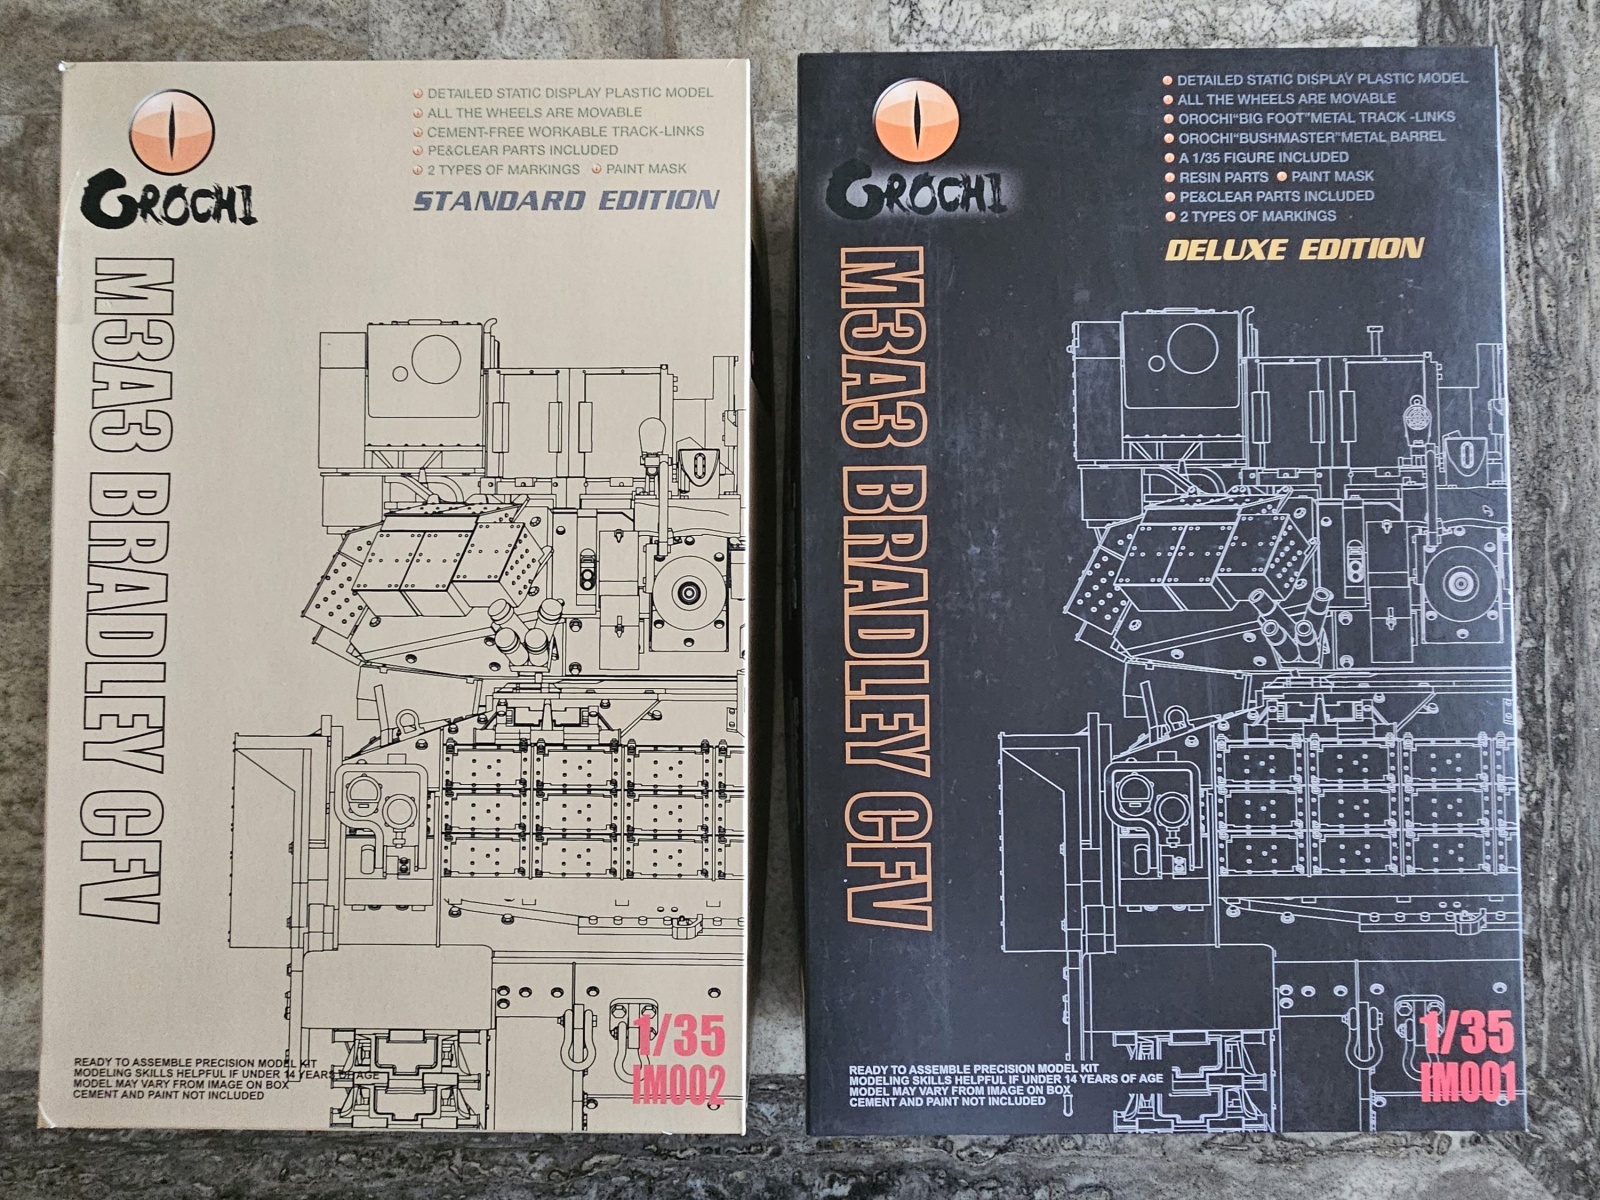 OROCHI
DETAILED STATIC DISPLAY PLASTIC MODEL
ALL THE WHEELS ARE MOVABLE
CEMENT-FREE WORKABLE TRACK-LINKS
PE&CLEAR PARTS INCLUDED
2 TYPES OF MARKINGS PAINT MASK
STANDARD EDITION
M3A3 BRADLEY CFV
1/35
IM002
READY TO ASSEMBLE PRECISION MODEL KIT
MODELING SKILLS HELPFUL IF UNDER 14 YEARS OF AGE
MODEL MAY VARY FROM IMAGE ON BOX
CEMENT AND PAINT NOT INCLUDED
OROCHI
DETAILED STATIC DISPLAY PLASTIC MODEL
ALL THE WHEELS ARE MOVABLE
OROCHI“BIG FOOT”METAL TRACK -LINKS
OROCHI“BUSHMASTER”METAL BARREL
A 1/35 FIGURE INCLUDED
RESIN PARTS PAINT MASK
PE&CLEAR PARTS INCLUDED
2 TYPES OF MARKINGS
DELUXE EDITION
M3A3 BRADLEY CFV
1/35
IM001
READY TO ASSEMBLE PRECISION MODEL KIT
MODELING SKILLS HELPFUL IF UNDER 14 YEARS OF AGE
MODEL MAY VARY FROM IMAGE ON BOX
CEMENT AND PAINT NOT INCLUDED